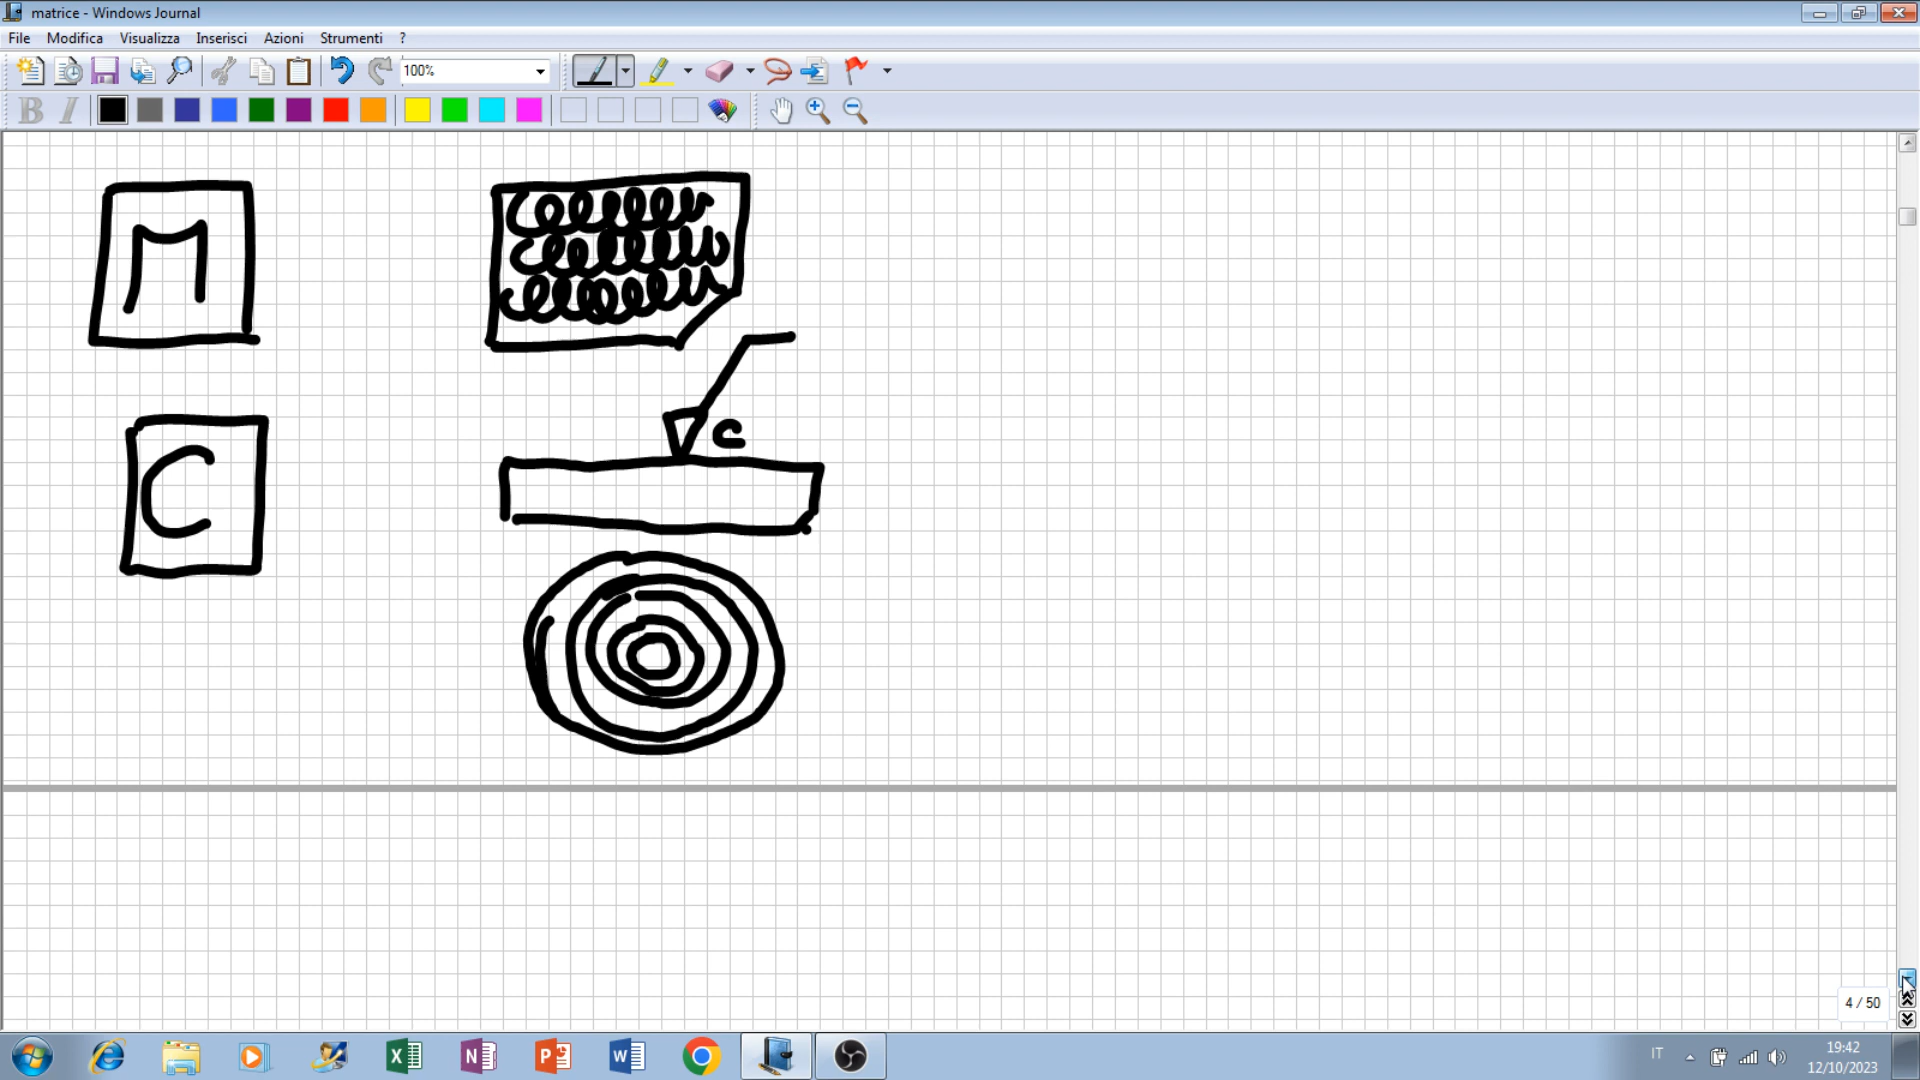 matrice - Windows Journal
File Modifica Visualizza Inserisci Azioni Strumenti ?
100%
B I
M
C
c
4 / 50
IT
19:42
12/10/2023